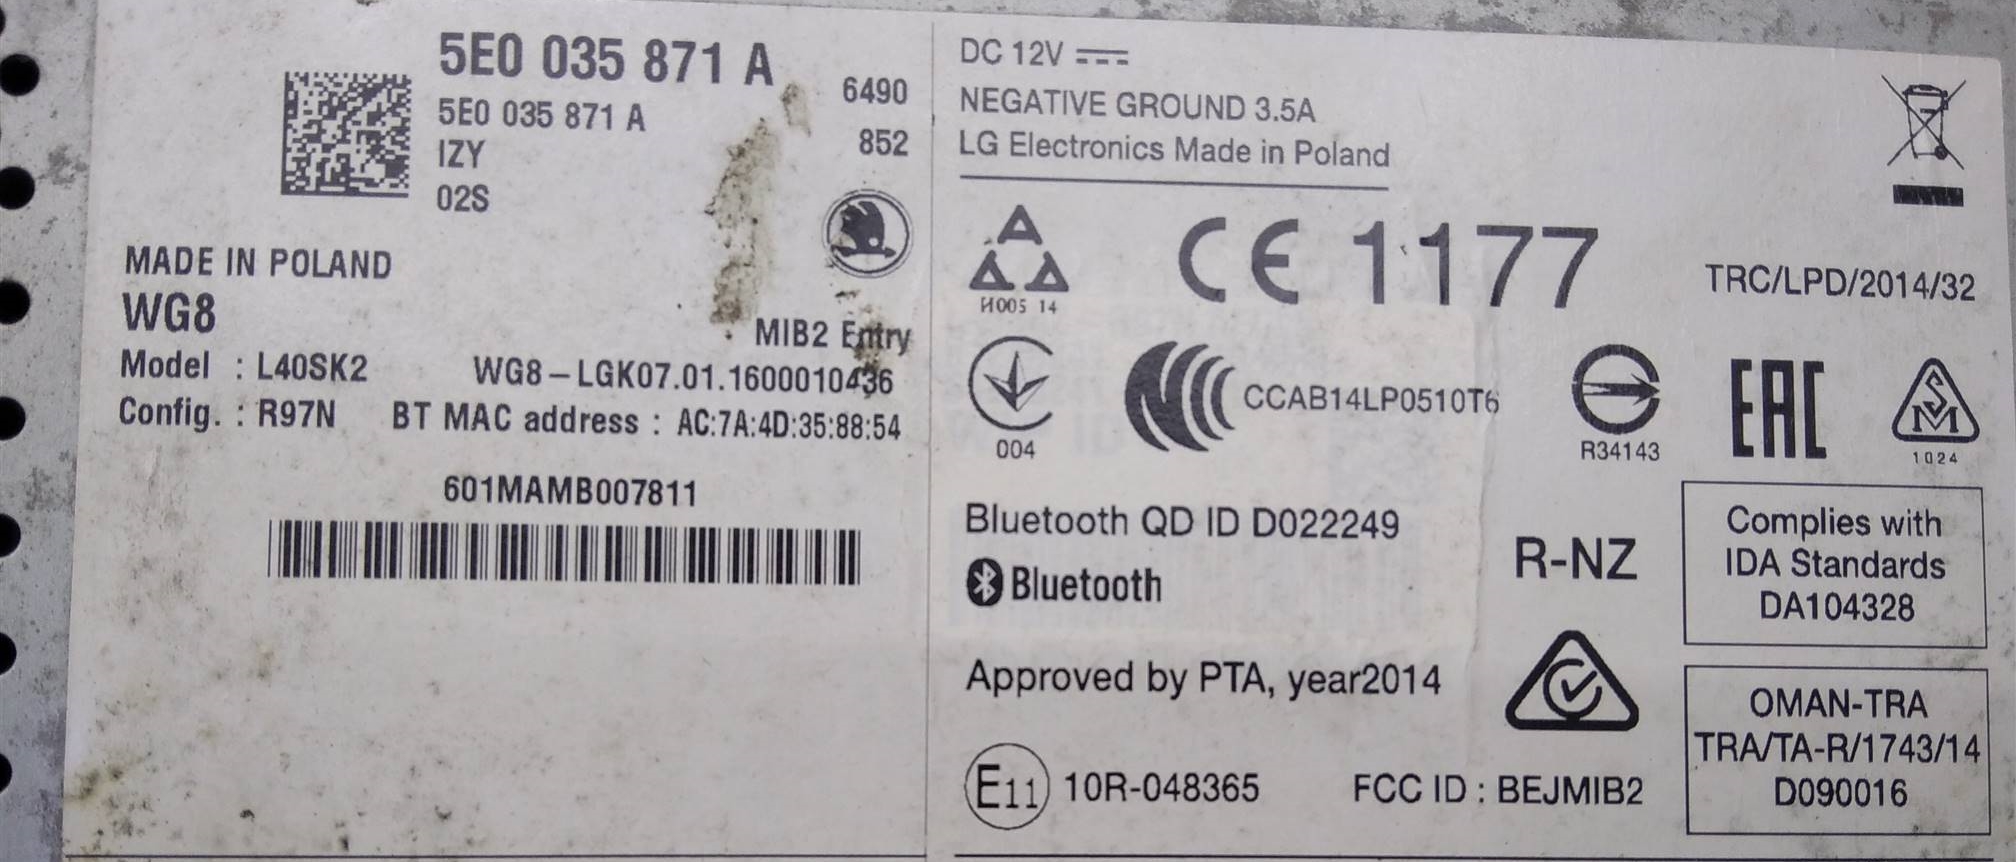 5E0 035 871 A
5E0 035 871 A
IZY
02S
6490
852
MADE IN POLAND
WG8
MIB2 Entry
Model : L40SK2
WG8-LGK07.01.1600010436
Config. : R97N
BT MAC address : AC:7A:4D:35:88:54
601MAMB007811
DC 12V
NEGATIVE GROUND 3.5A
LG Electronics Made in Poland
H005 14
CE 1177
TRC/LPD/2014/32
004
CCAB14LP0510T6
R34143
EAC
SM
1024
Bluetooth QD ID D022249
Bluetooth
R-NZ
Complies with
IDA Standards
DA104328
Approved by PTA, year2014
OMAN-TRA
TRA/TA-R/1743/14
D090016
E11 10R-048365
FCC ID : BEJMIB2